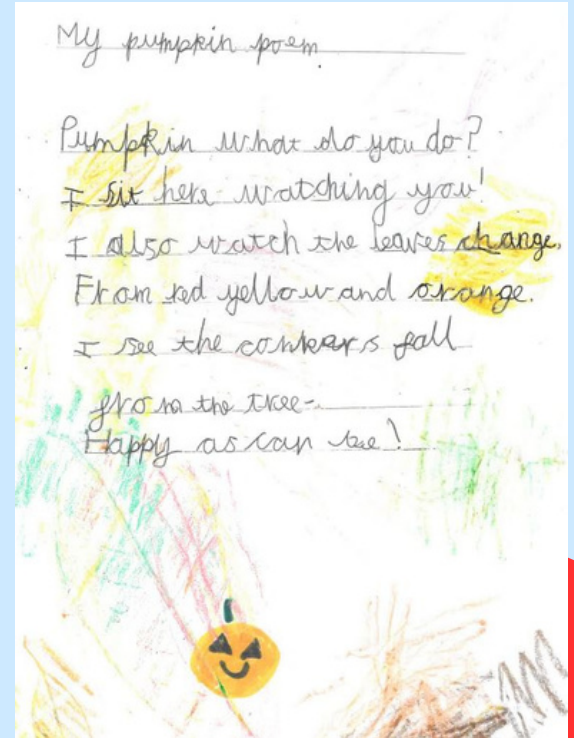 My pumpkin poem
Pumpkin what do you do?
I sit here watching you!
I also watch the leaves change,
From red yellow and orange.
I see the conkers fall
from the tree-
Happy as can be!